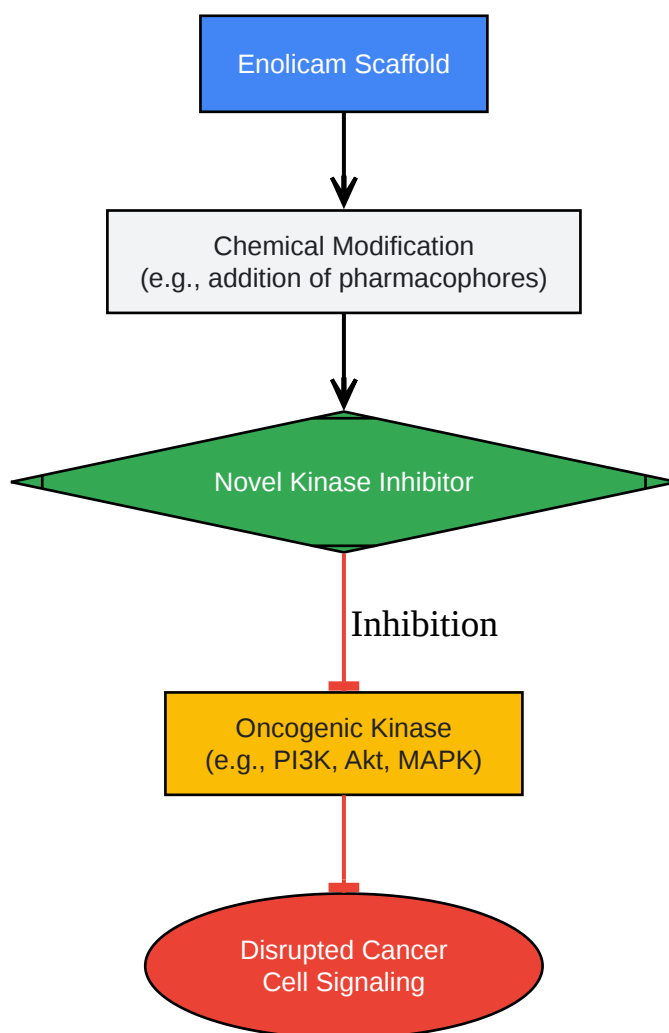 Enolicam Scaffold
Chemical Modification
(e.g., addition of pharmacophores)
Novel Kinase Inhibitor
Inhibition
Oncogenic Kinase
(e.g., PI3K, Akt, MAPK)
Disrupted Cancer
Cell Signaling